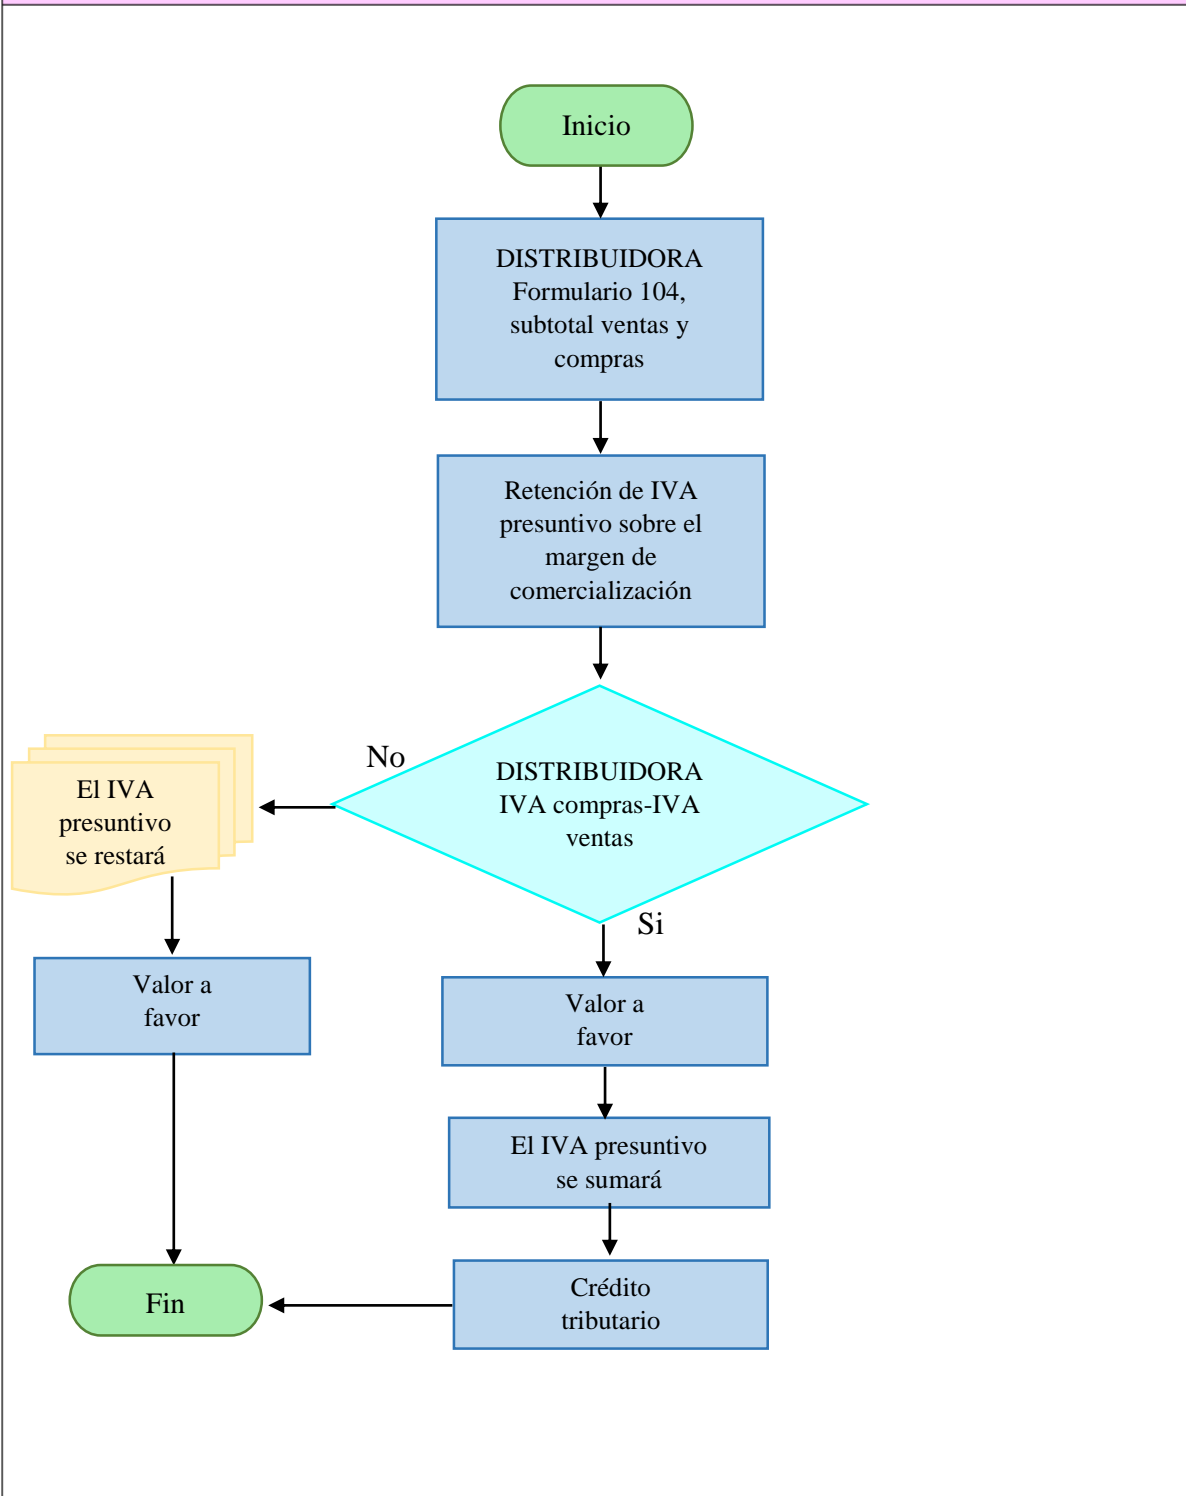 Inicio
DISTRIBUIDORA
Formulario 104,
subtotal ventas y
compras
Retención de IVA
presuntivo sobre el
margen de
comercialización
No
DISTRIBUIDORA
IVA compras-IVA
ventas
El IVA
presuntivo
se restará
Si
Valor a
favor
Valor a
favor
El IVA presuntivo
se sumará
Crédito
tributario
Fin